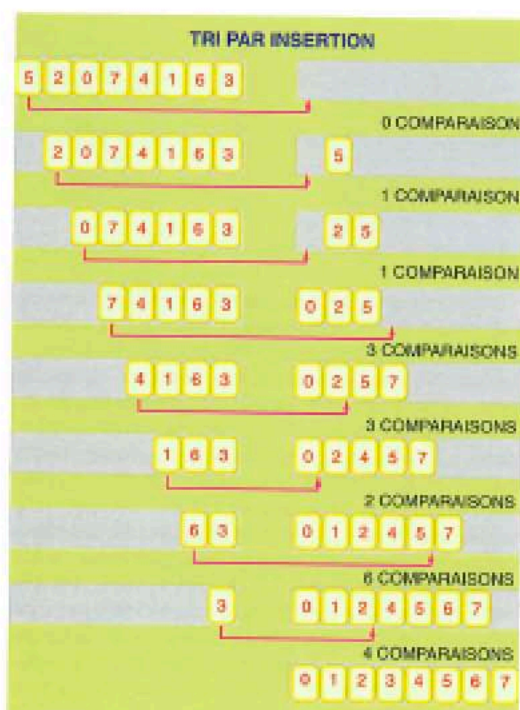 TRI PAR INSERTION
5 2 0 7 4 1 6 3
0 COMPARAISON
2 0 7 4 1 6 3 5
1 COMPARAISON
0 7 4 1 6 3 2 5
1 COMPARAISON
7 4 1 6 3 0 2 5
3 COMPARAISONS
4 1 6 3 0 2 5 7
3 COMPARAISONS
1 6 3 0 2 4 5 7
2 COMPARAISONS
6 3 0 1 2 4 5 7
6 COMPARAISONS
3 0 1 2 4 5 6 7
4 COMPARAISONS
0 1 2 3 4 5 6 7